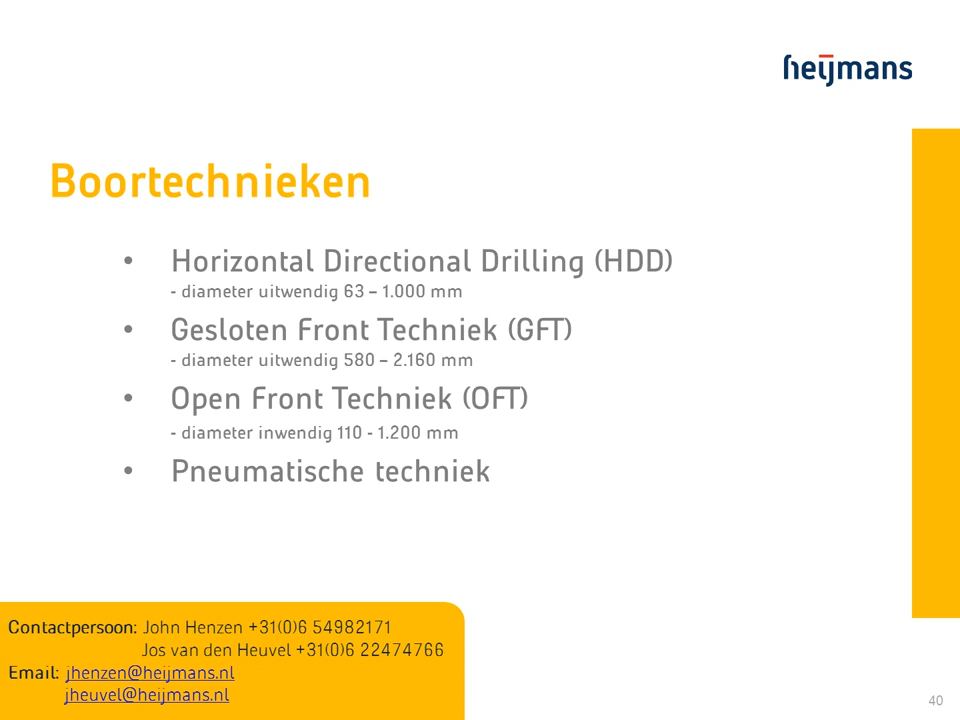 heijmans
Boortechnieken
• Horizontal Directional Drilling (HDD)
- diameter uitwendig 63 – 1.000 mm
• Gesloten Front Techniek (GFT)
- diameter uitwendig 580 – 2.160 mm
• Open Front Techniek (OFT)
- diameter inwendig 110 - 1.200 mm
• Pneumatische techniek
Contactpersoon: John Henzen +31(0)6 54982171
Jos van den Heuvel +31(0)6 22474766
Email: jhenzen@heijmans.nl
jheuvel@heijmans.nl
40